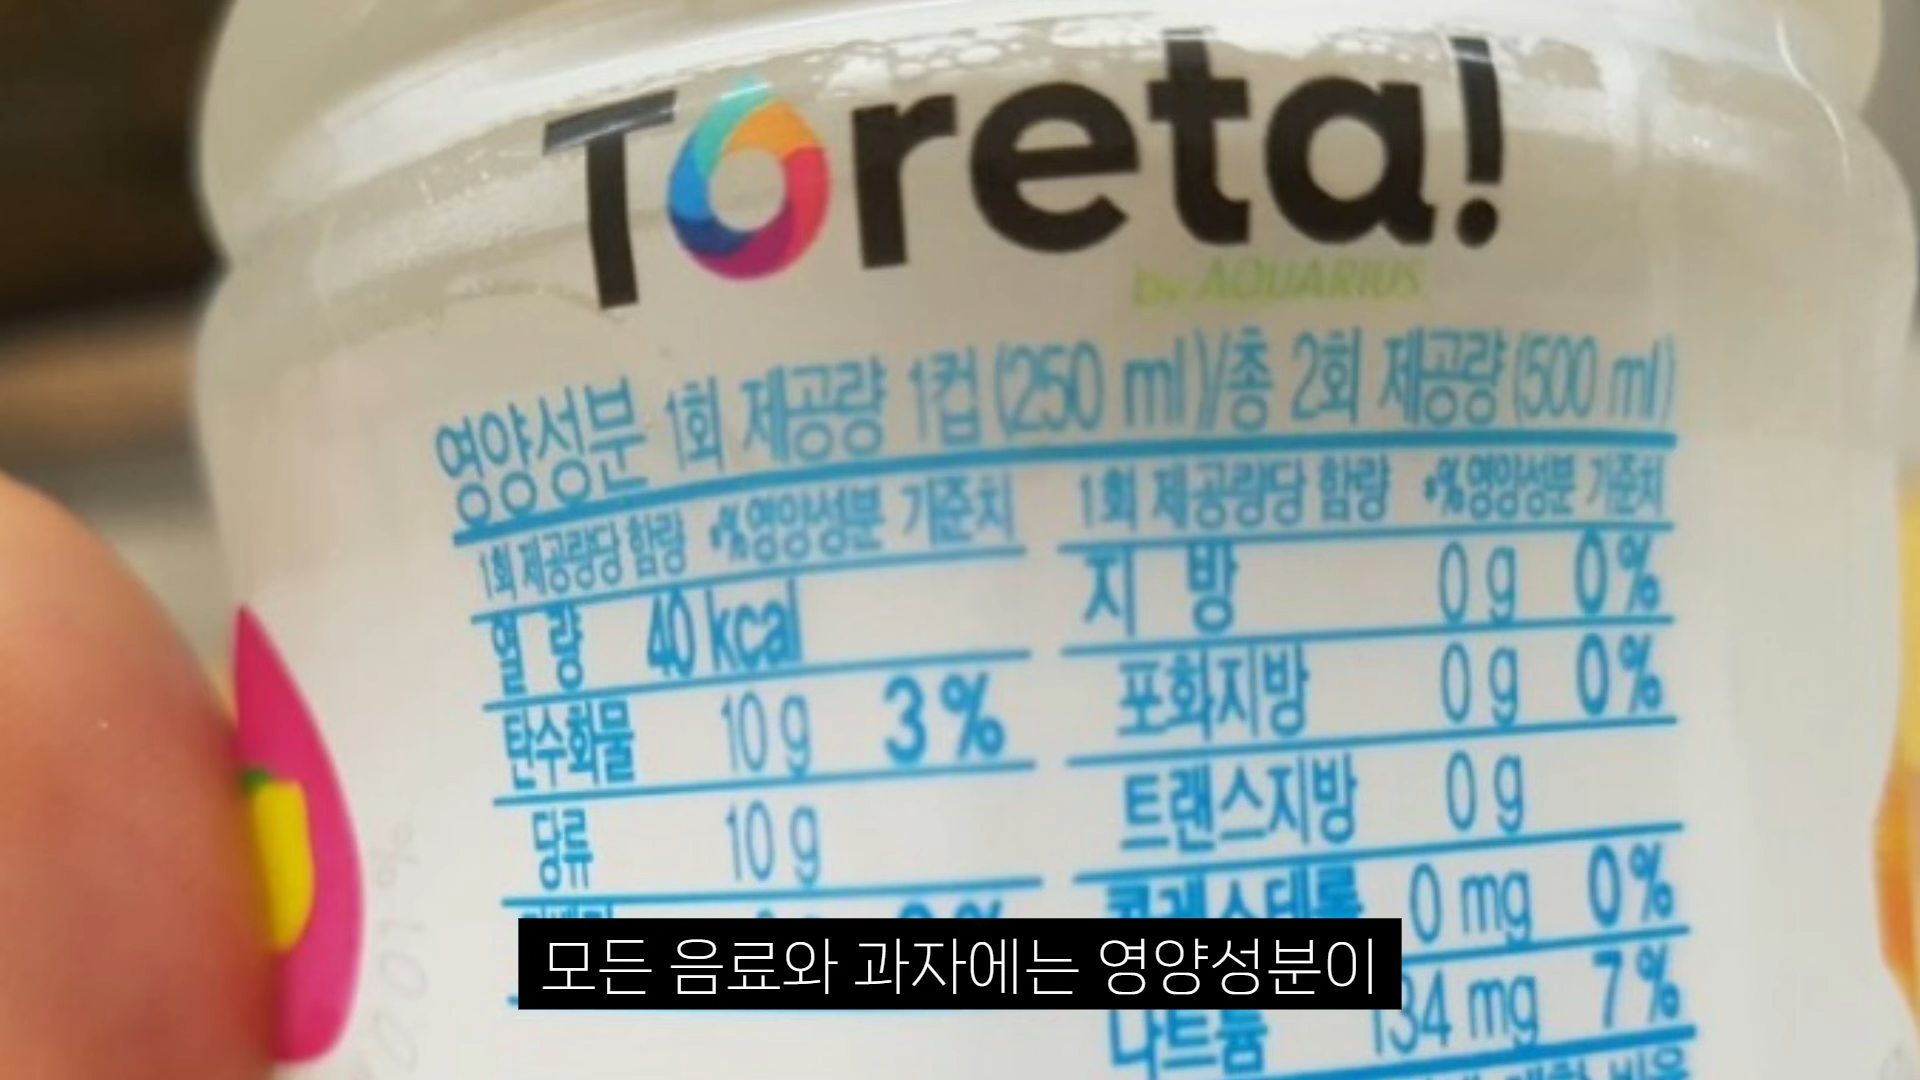 Toreta!
by AQUARIUS
영양성분 1회 제공량 1컵 (250 ml)/총 2회 제공량 (500 ml)
1회 제공량당 함량 *%영양성분 기준치
열 량 40 kcal
탄수화물 10 g 3 %
당류 10 g
1회 제공량당 함량 *%영양성분 기준치
지 방 0 g 0 %
포화지방 0 g 0 %
트랜스지방 0 g
콜레스테롤 0 mg 0 %
나트륨 134 mg 7 %
모든 음료와 과자에는 영양성분이